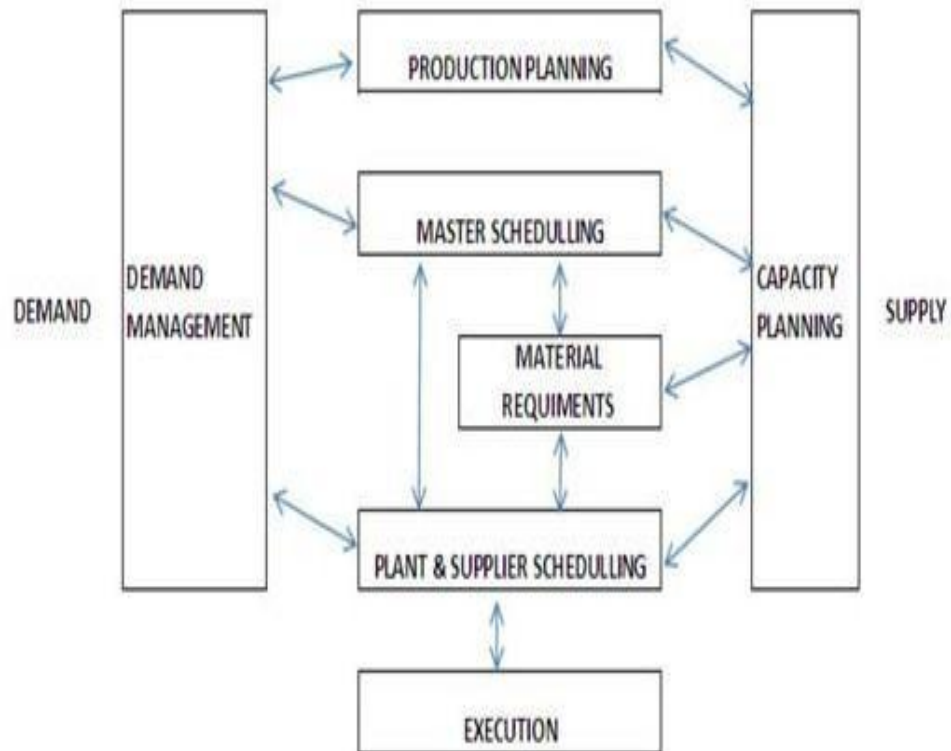 PRODUCTION PLANNING
MASTER SCHEDULLING
DEMAND
DEMAND
MANAGEMENT
CAPACITY
PLANNING
SUPPLY
MATERIAL
REQUIMENTS
PLANT & SUPPLIER SCHEDULLING
EXECUTION